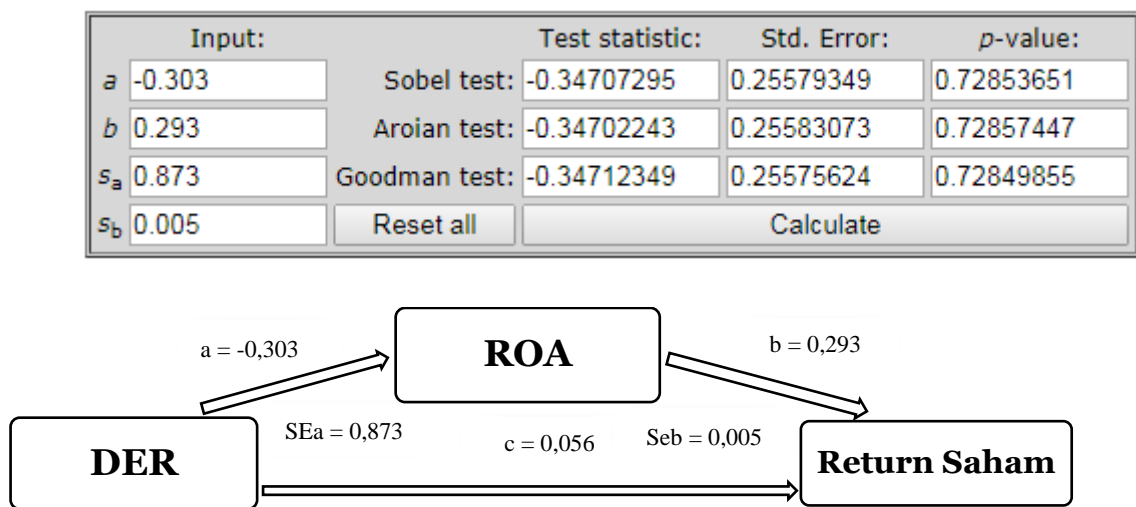 Input: Test statistic: Std. Error: p-value:
a -0.303 Sobel test: -0.34707295 0.25579349 0.72853651
b 0.293 Aroian test: -0.34702243 0.25583073 0.72857447
sa 0.873 Goodman test: -0.34712349 0.25575624 0.72849855
sb 0.005 Reset all Calculate
a = -0,303
ROA
b = 0,293
DER
SEa = 0,873
c = 0,056
Seb = 0,005
Return Saham